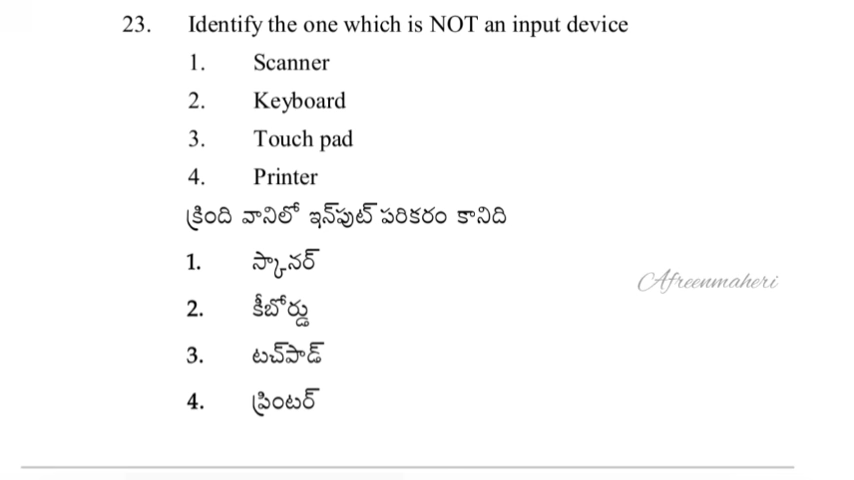 23. Identify the one which is NOT an input device
1. Scanner
2. Keyboard
3. Touch pad
4. Printer
క్రింది వానిలో ఇన్‌పుట్ పరికరం కానిది
1. స్కానర్
2. కీబోర్డు
3. టచ్‌పాడ్
4. ప్రింటర్
Afreenmaheri